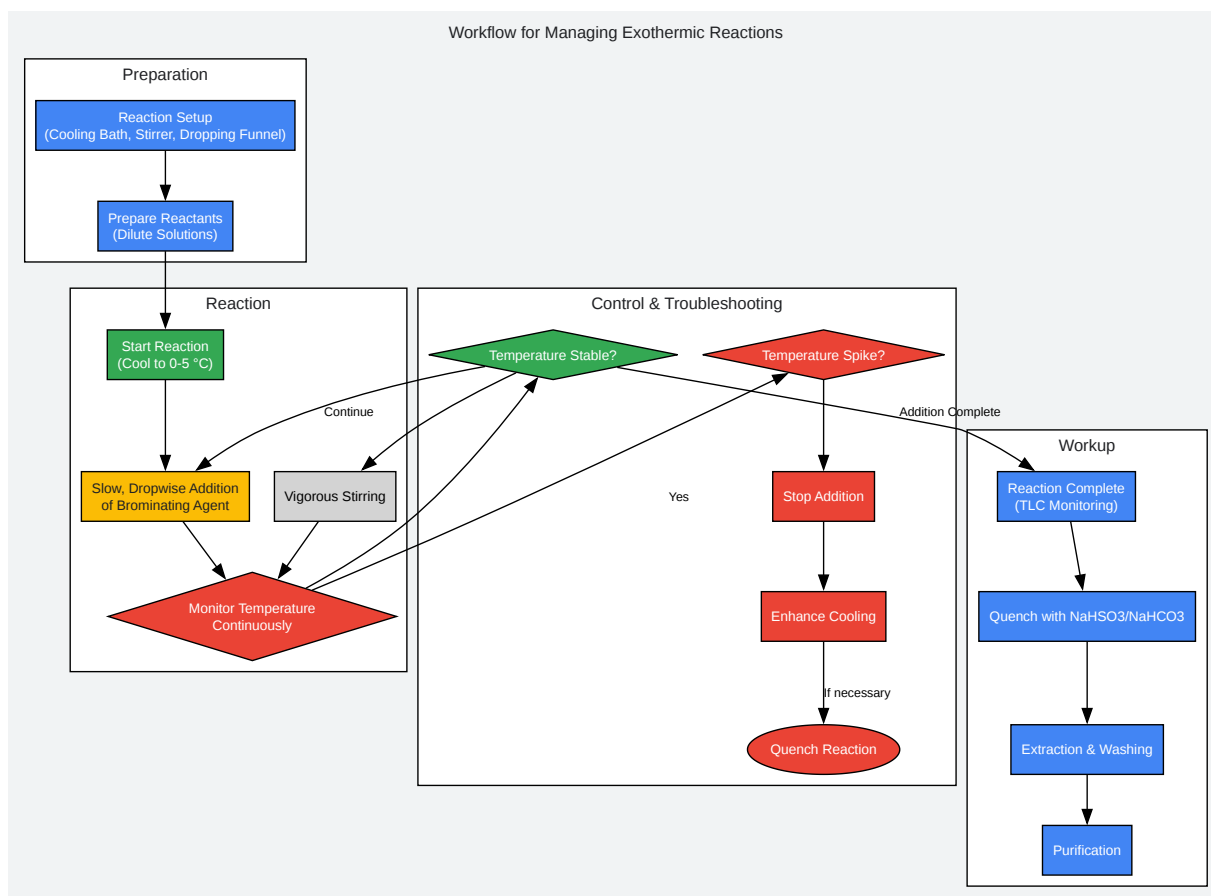 Workflow for Managing Exothermic Reactions
Preparation
Reaction Setup
(Cooling Bath, Stirrer, Dropping Funnel)
Prepare Reactants
(Dilute Solutions)
Reaction
Start Reaction
(Cool to 0-5 °C)
Slow, Dropwise Addition
of Brominating Agent
Vigorous Stirring
Monitor Temperature
Continuously
Continue
Control & Troubleshooting
Temperature Stable?
Temperature Spike?
Yes
Stop Addition
Enhance Cooling
If necessary
Quench Reaction
Addition Complete
Workup
Reaction Complete
(TLC Monitoring)
Quench with NaHSO3/NaHCO3
Extraction & Washing
Purification